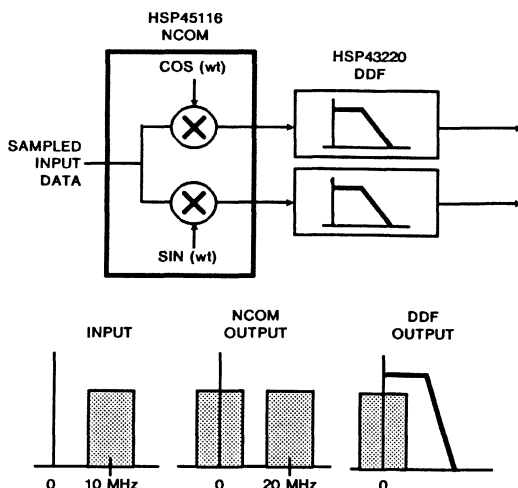 HSP45116
NCOM
COS (wt)
HSP43220
DDF
SAMPLED
INPUT
DATA
SIN (wt)
INPUT
NCOM
OUTPUT
DDF
OUTPUT
0
10 MHz
0
20 MHz
0